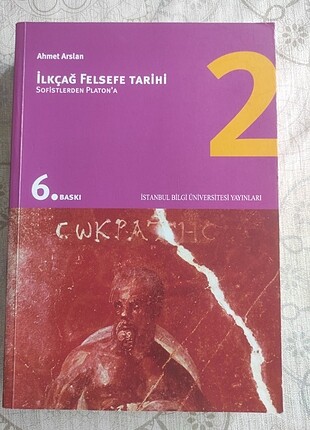 Ahmet Arslan
İLKÇAĞ FELSEFE TARİHİ
SOFİSTLERDEN PLATON'A
2
6. BASKI
İSTANBUL BİLGİ ÜNİVERSİTESİ YAYINLARI
CⲰΚΡΑΤΗC